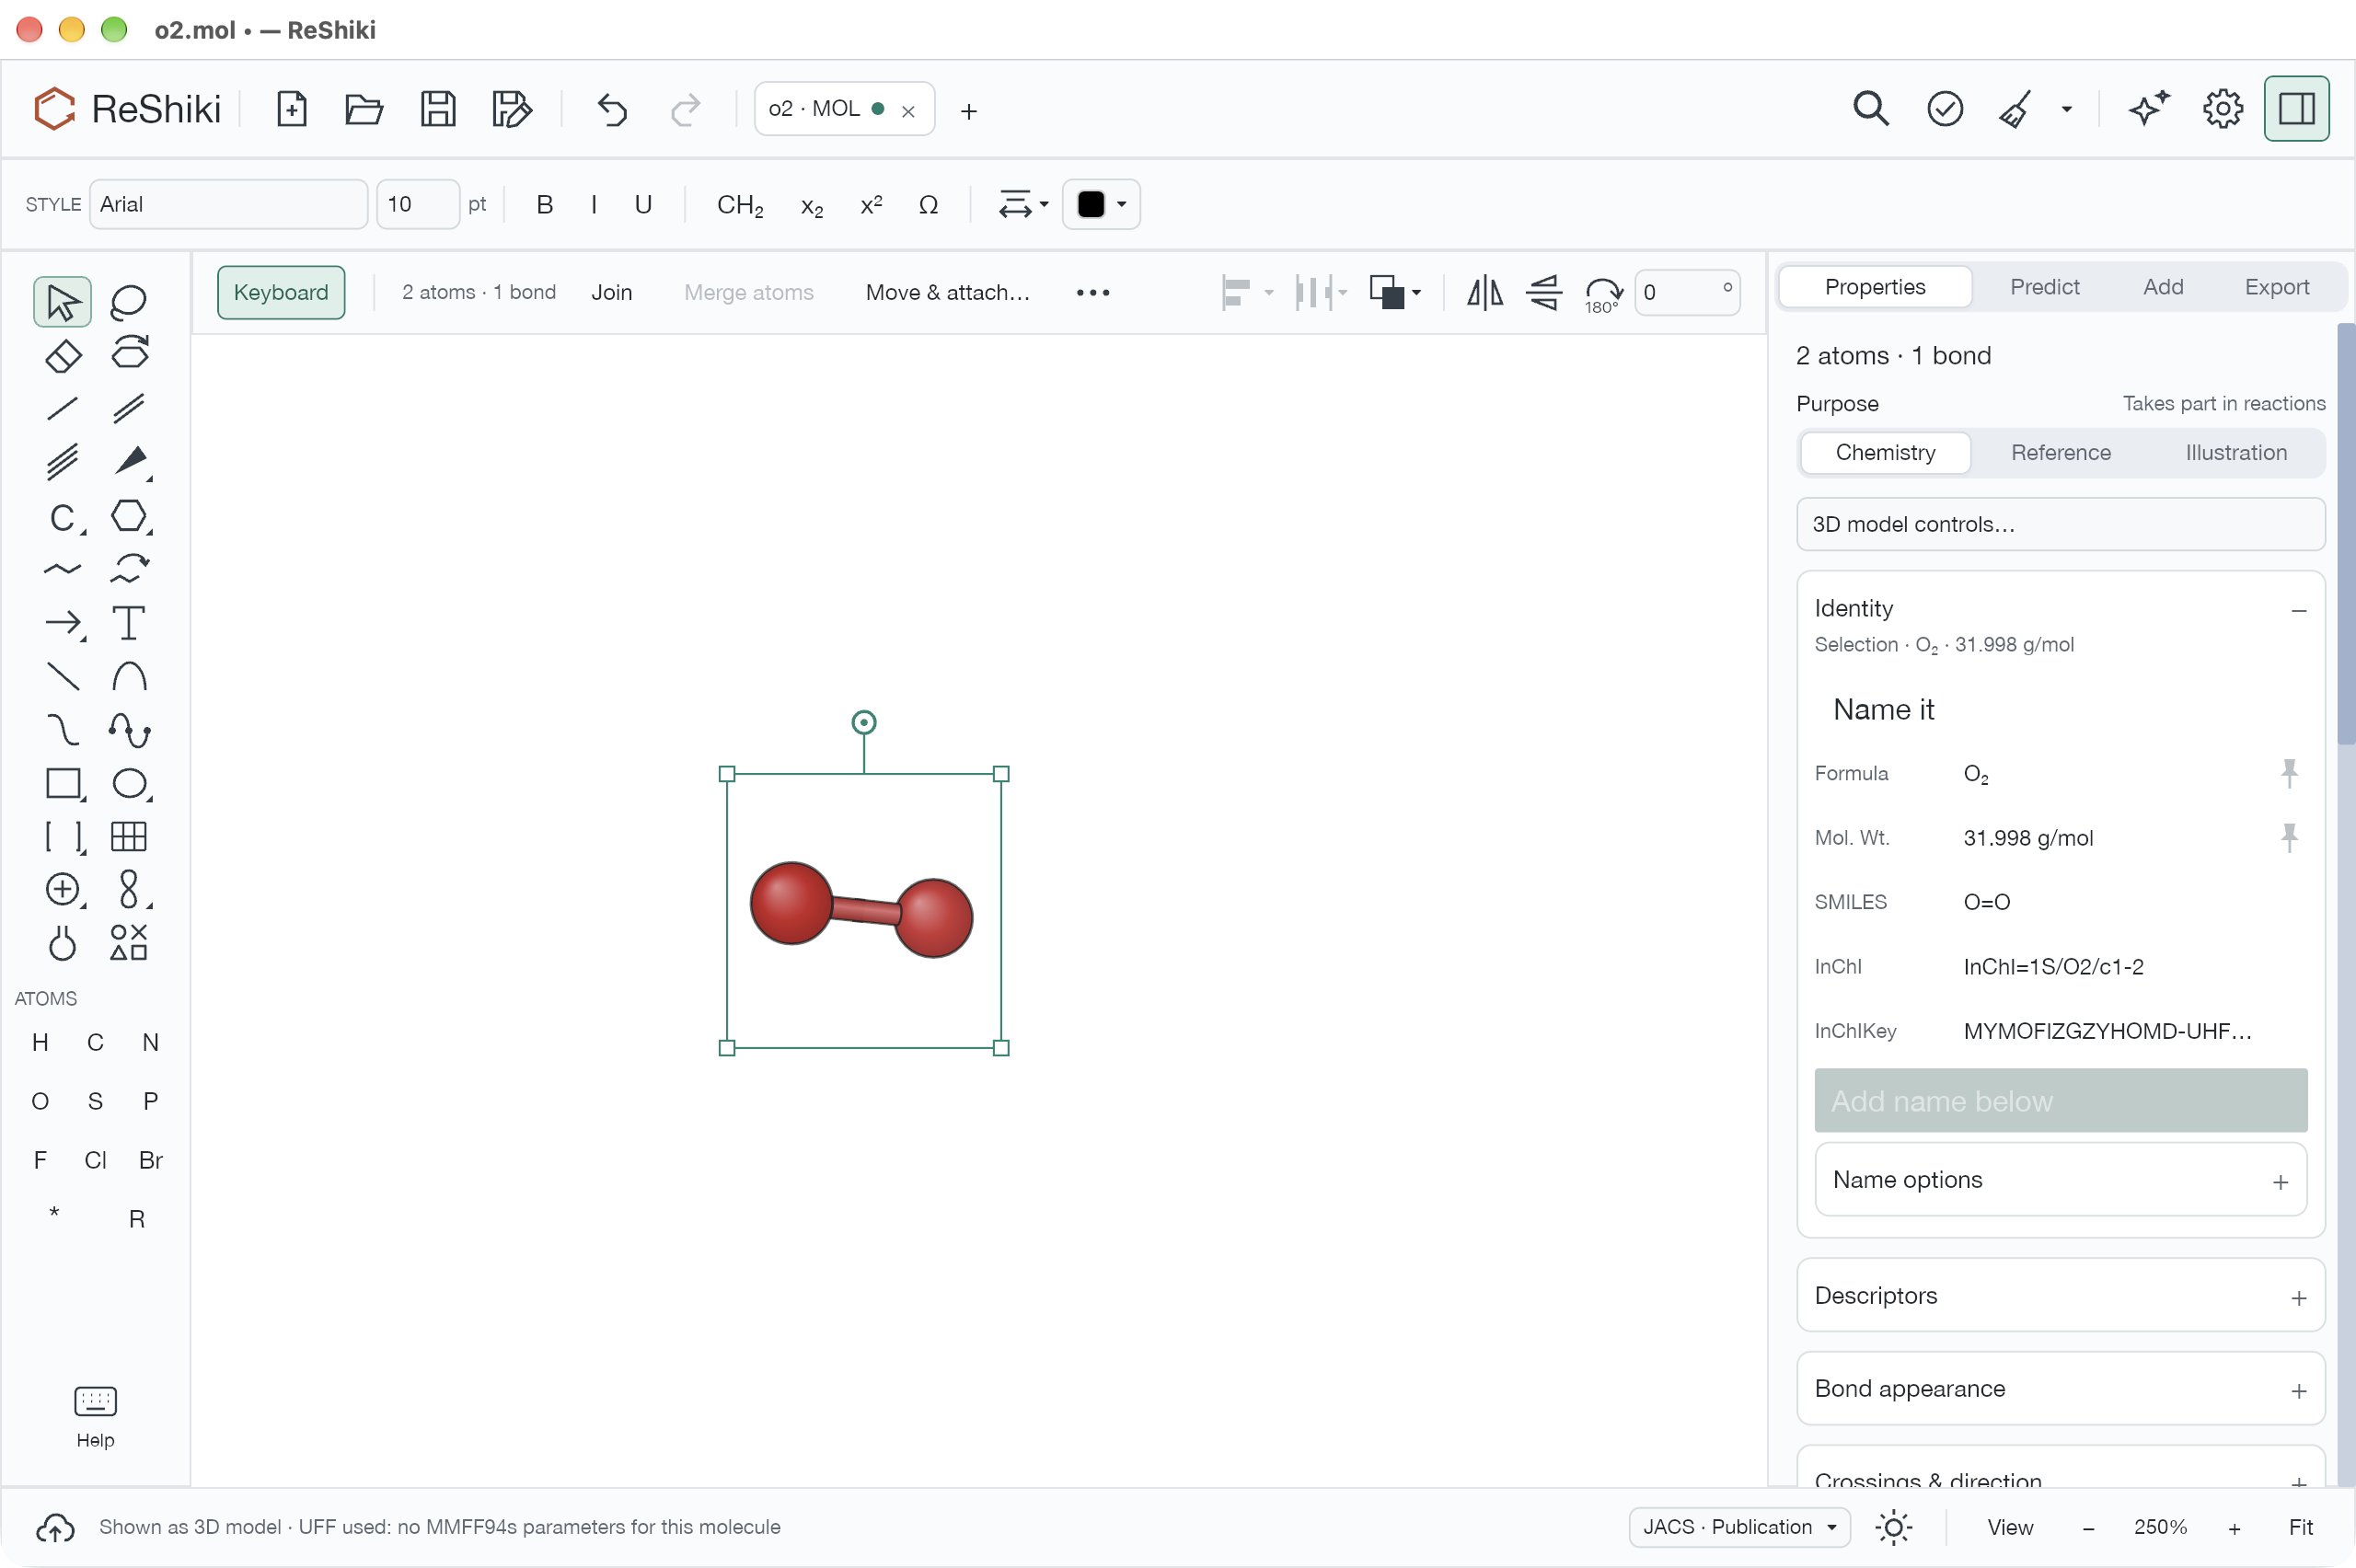 o2.mol • — ReShiki
ReShiki
o2 · MOL
STYLE Arial 10 pt B I U CH₂ x₂ x² Ω
Keyboard 2 atoms · 1 bond Join Merge atoms Move & attach... 180° 0 °
Properties Predict Add Export
2 atoms · 1 bond
Purpose Takes part in reactions
Chemistry Reference Illustration
3D model controls...
Identity
Selection · O₂ · 31.998 g/mol
Name it
Formula O₂
Mol. Wt. 31.998 g/mol
SMILES O=O
InChI InChI=1S/O2/c1-2
InChIKey MYMOFIZGZYHOMD-UHF...
Add name below
Name options +
Descriptors +
Bond appearance +
Crossings & direction +
C
T
ATOMS
H C N
O S P
F Cl Br
* R
Help
Shown as 3D model · UFF used: no MMFF94s parameters for this molecule
JACS · Publication View − 250% + Fit